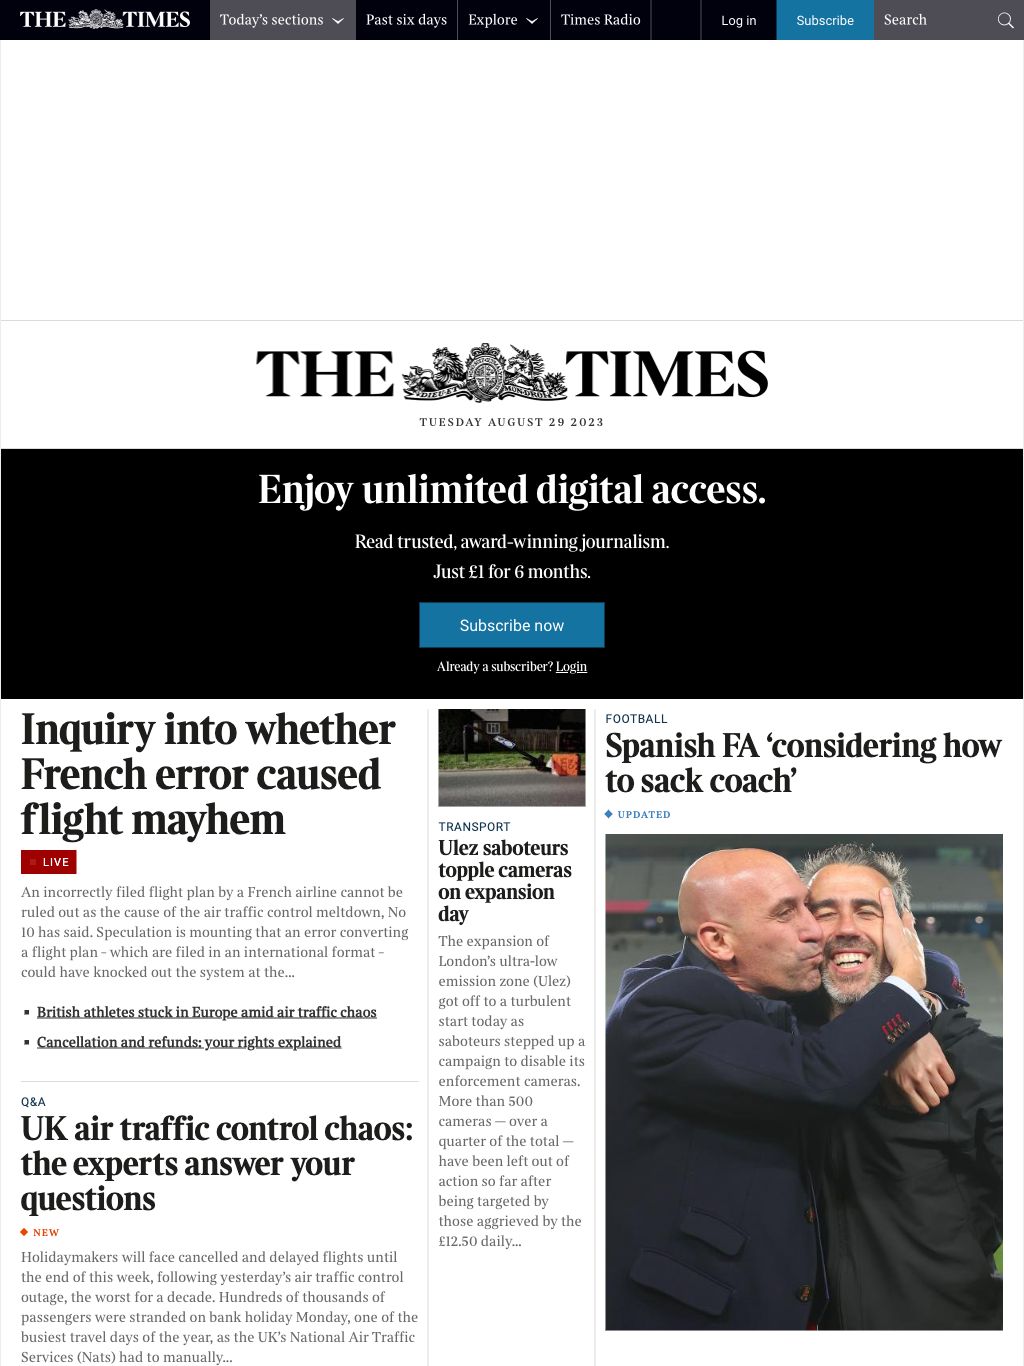 THE TIMES
Today's sections
Past six days
Explore
Times Radio
Log in
Subscribe
Search
THE TIMES
DIEU ET MON DROIT
TUESDAY AUGUST 29 2023
Enjoy unlimited digital access.
Read trusted, award-winning journalism.
Just £1 for 6 months.
Subscribe now
Already a subscriber? Login
Inquiry into whether
French error caused
flight mayhem
LIVE
An incorrectly filed flight plan by a French airline cannot be
ruled out as the cause of the air traffic control meltdown, No
10 has said. Speculation is mounting that an error converting
a flight plan - which are filed in an international format -
could have knocked out the system at the...
British athletes stuck in Europe amid air traffic chaos
Cancellation and refunds: your rights explained
Q&A
UK air traffic control chaos:
the experts answer your
questions
NEW
Holidaymakers will face cancelled and delayed flights until
the end of this week, following yesterday's air traffic control
outage, the worst for a decade. Hundreds of thousands of
passengers were stranded on bank holiday Monday, one of the
busiest travel days of the year, as the UK's National Air Traffic
Services (Nats) had to manually...
TRANSPORT
Ulez saboteurs
topple cameras
on expansion
day
The expansion of
London's ultra-low
emission zone (Ulez)
got off to a turbulent
start today as
saboteurs stepped up a
campaign to disable its
enforcement cameras.
More than 500
cameras — over a
quarter of the total —
have been left out of
action so far after
being targeted by
those aggrieved by the
£12.50 daily...
FOOTBALL
Spanish FA ‘considering how
to sack coach’
UPDATED